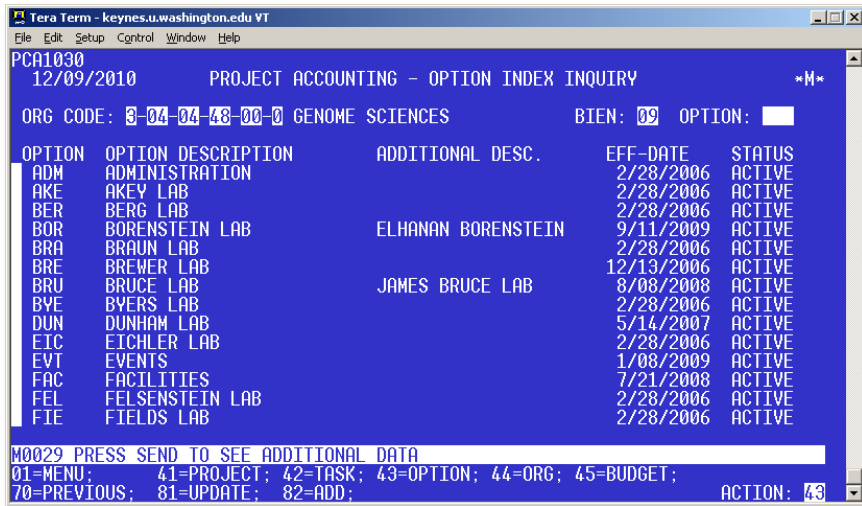 Tera Term - keynes.u.washington.edu VT
File Edit Setup Control Window Help
PCA1030
12/09/2010 PROJECT ACCOUNTING - OPTION INDEX INQUIRY *M*
ORG CODE: 3-04-04-48-00-0 GENOME SCIENCES BIEN: 09 OPTION:
OPTION OPTION DESCRIPTION ADDITIONAL DESC. EFF-DATE STATUS
ADM ADMINISTRATION 2/28/2006 ACTIVE
AKE AKEY LAB 2/28/2006 ACTIVE
BER BERG LAB 2/28/2006 ACTIVE
BOR BORENSTEIN LAB ELHANAN BORENSTEIN 9/11/2009 ACTIVE
BRA BRAUN LAB 2/28/2006 ACTIVE
BRE BREWER LAB 12/13/2006 ACTIVE
BRU BRUCE LAB JAMES BRUCE LAB 8/08/2008 ACTIVE
BYE BYERS LAB 2/28/2006 ACTIVE
DUN DUNHAM LAB 5/14/2007 ACTIVE
EIC EICHLER LAB 2/28/2006 ACTIVE
EVT EVENTS 1/08/2009 ACTIVE
FAC FACILITIES 7/21/2008 ACTIVE
FEL FELSENSTEIN LAB 2/28/2006 ACTIVE
FIE FIELDS LAB 2/28/2006 ACTIVE
M0029 PRESS SEND TO SEE ADDITIONAL DATA
01=MENU; 41=PROJECT; 42=TASK; 43=OPTION; 44=ORG; 45=BUDGET;
70=PREVIOUS; 81=UPDATE; 82=ADD; ACTION: 43